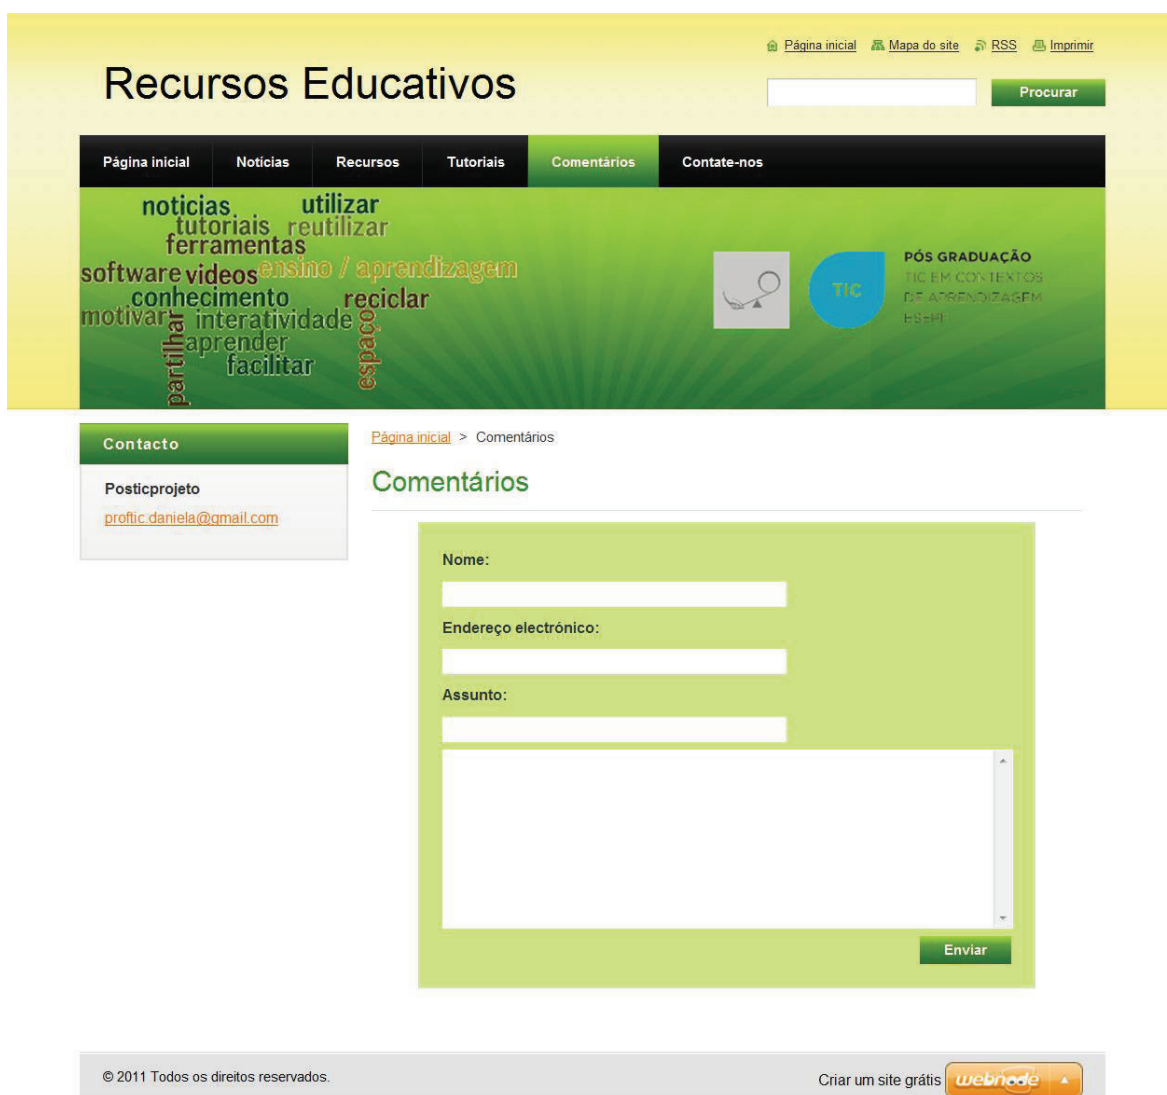 Página inicial Mapa do site RSS Imprimir
Recursos Educativos
Procurar
Página inicial Notícias Recursos Tutoriais Comentários Contate-nos
noticias utilizar
tutoriais reutilizar
ferramentas
software videos ensino / aprendizagem
conhecimento reciclar
motivar interatividade
partilhar aprender espaço
facilitar
TIC
PÓS GRADUAÇÃO
TIC EM CONTEXTOS
DE APRENDIZAGEM
Contacto
Posticprojeto
proftic.daniela@gmail.com
Página inicial > Comentários
Comentários
Nome:
Endereço electrónico:
Assunto:
Enviar
© 2011 Todos os direitos reservados.
Criar um site grátis webnode